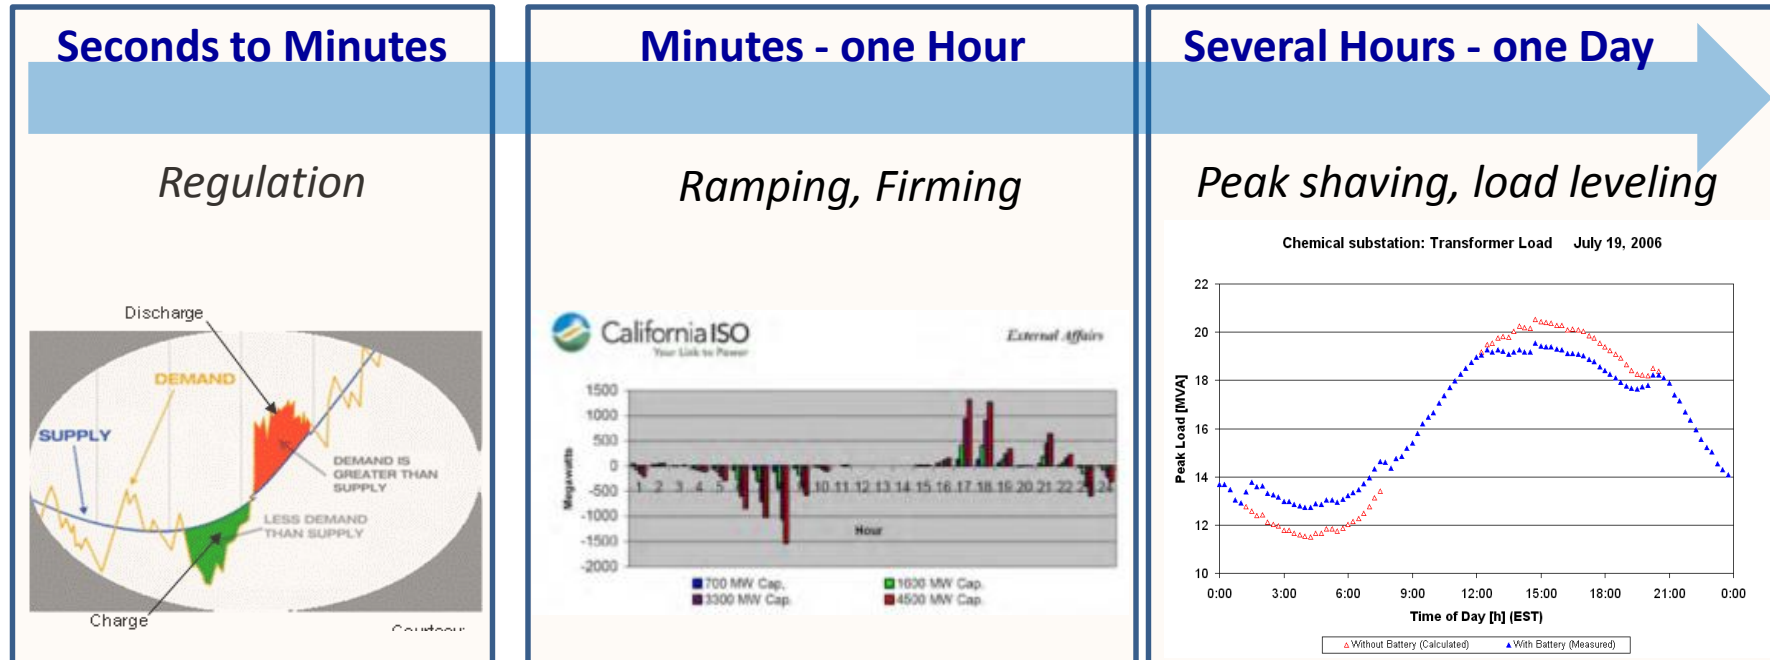 Seconds to Minutes
Regulation
Discharge
DEMAND
SUPPLY
DEMAND IS
GREATER THAN
SUPPLY
LESS DEMAND
THAN SUPPLY
Charge
Minutes - one Hour
Ramping, Firming
California ISO
Your Link to Power
External Affairs
Megawatts
1500
1000
500
0
-500
-1000
-1500
-2000
1 2 3 4 5 10 11 12 13 14 15 16 17 18 19 20 21 22 23 24
Hour
700 MW Cap. 1600 MW Cap.
3300 MW Cap. 4500 MW Cap.
Several Hours - one Day
Peak shaving, load leveling
Chemical substation: Transformer Load July 19, 2006
Peak Load [MVA]
22
20
18
16
14
12
10
0:00 3:00 6:00 9:00 12:00 15:00 18:00 21:00 0:00
Time of Day [h] (EST)
Without Battery (Calculated) With Battery (Measured)